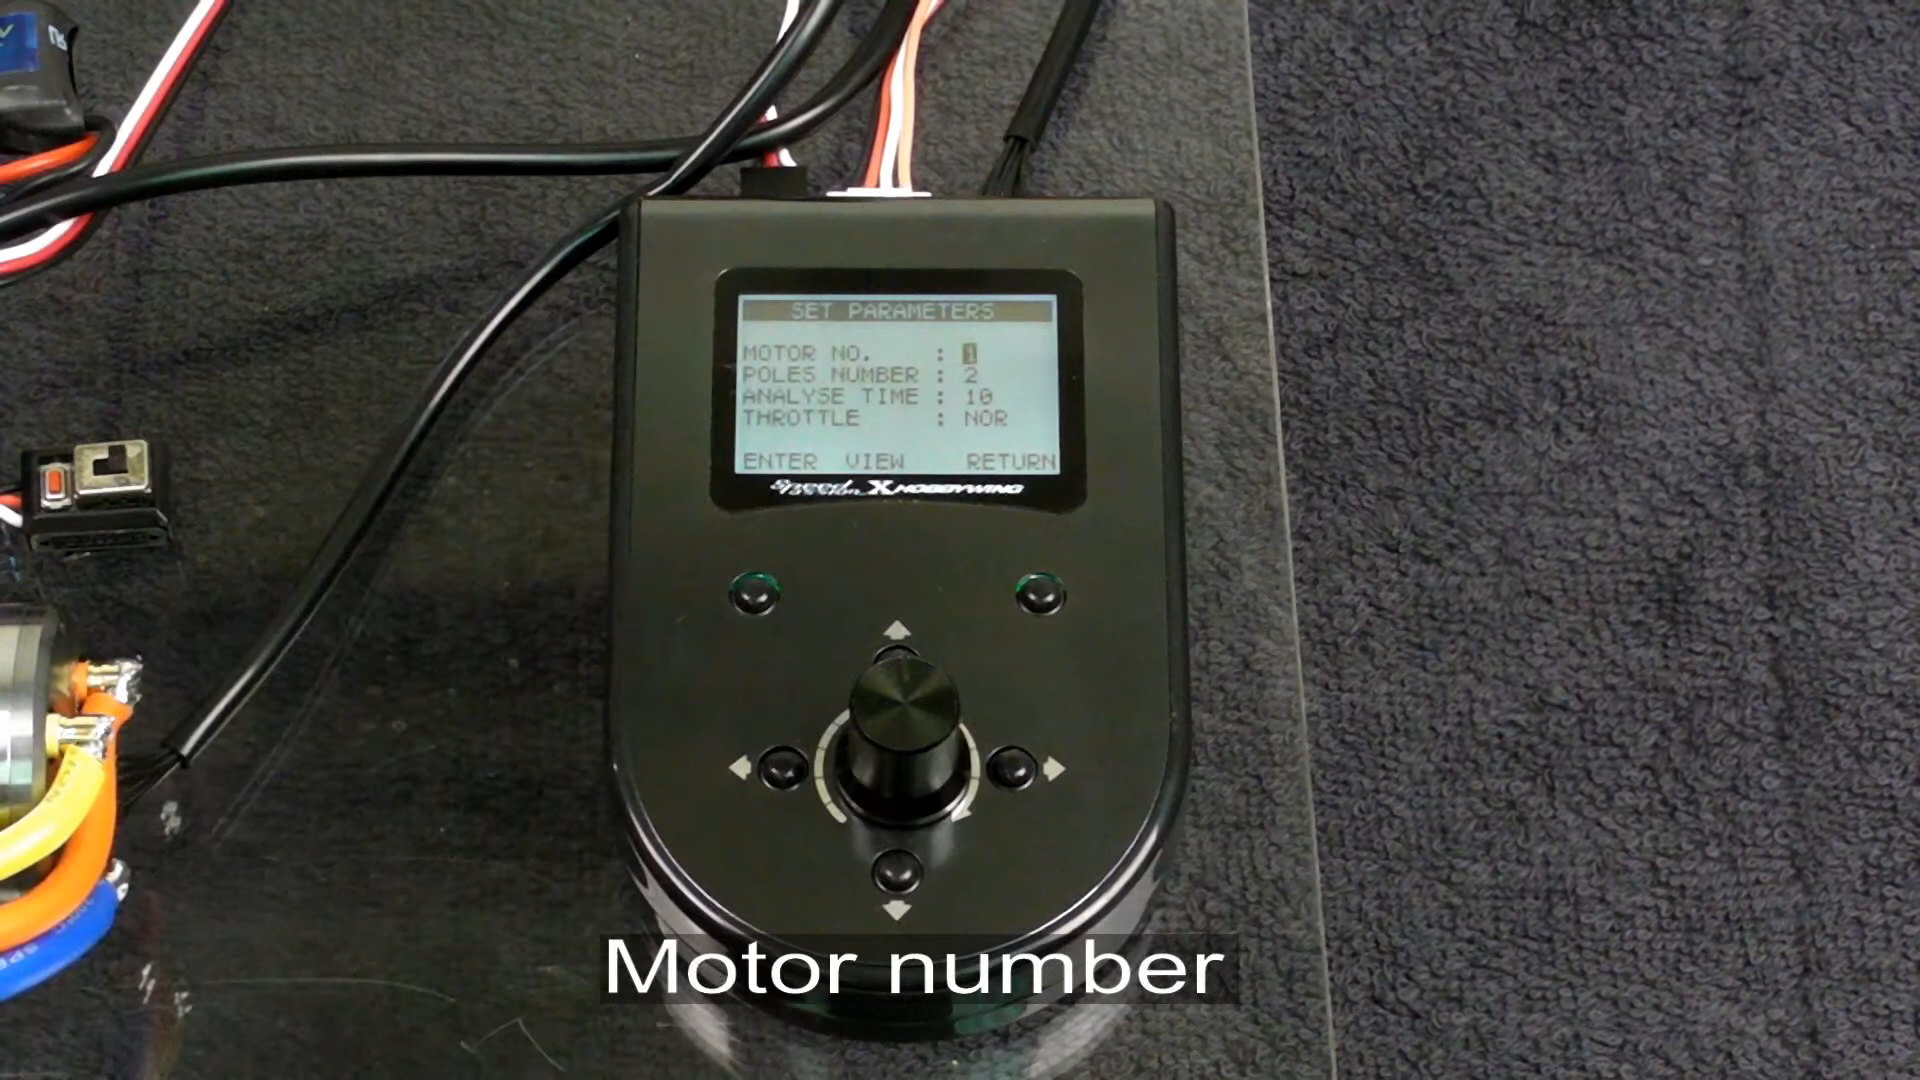 SET PARAMETERS
MOTOR NO. : 1
POLES NUMBER : 2
ANALYSE TIME : 10
THROTTLE : NOR
ENTER VIEW RETURN
Speed X HOBBYWING
Motor number